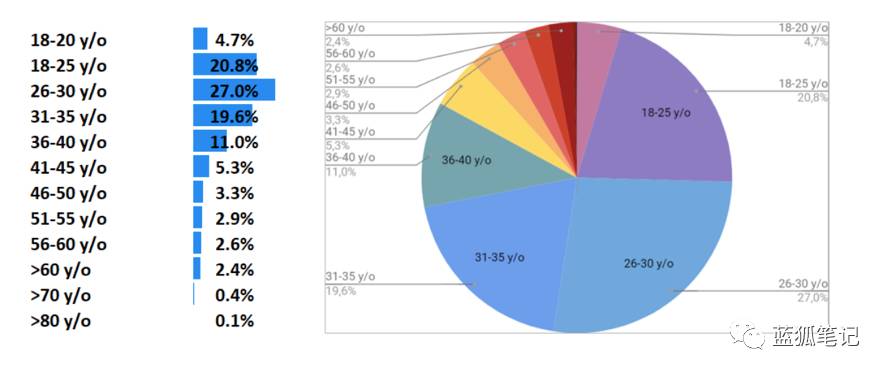 18-20 y/o 4.7%
18-25 y/o 20.8%
26-30 y/o 27.0%
31-35 y/o 19.6%
36-40 y/o 11.0%
41-45 y/o 5.3%
46-50 y/o 3.3%
51-55 y/o 2.9%
56-60 y/o 2.6%
>60 y/o 2.4%
>70 y/o 0.4%
>80 y/o 0.1%
>60 y/o
2,4%
56-60 y/o
2,6%
51-55 y/o
2,9%
46-50 y/o
3,3%
41-45 y/o
5,3%
36-40 y/o
11,0%
31-35 y/o
19,6%
18-20 y/o
4,7%
18-25 y/o
20,8%
26-30 y/o
27,0%
18-25 y/o
36-40 y/o
31-35 y/o
26-30 y/o
蓝狐笔记